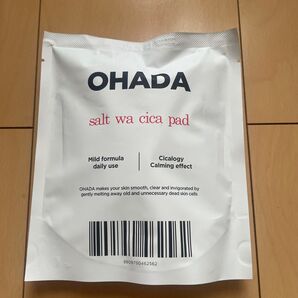 OHADA
salt wa cica pad
Mild formula
daily use
Cicalogy
Calming effect
OHADA makes your skin smooth, clear and invigorated by
gently melting away old and unnecessary dead skin cells